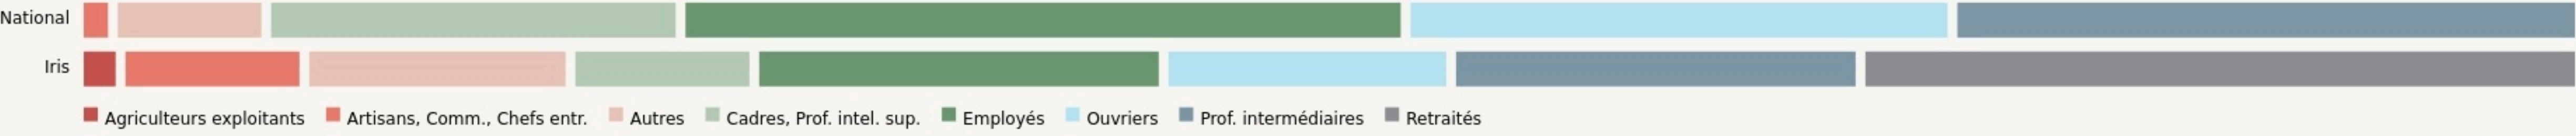 National
Iris
Agriculteurs exploitants Artisans, Comm., Chefs entr. Autres Cadres, Prof. intel. sup. Employés Ouvriers Prof. intermédiaires Retraités